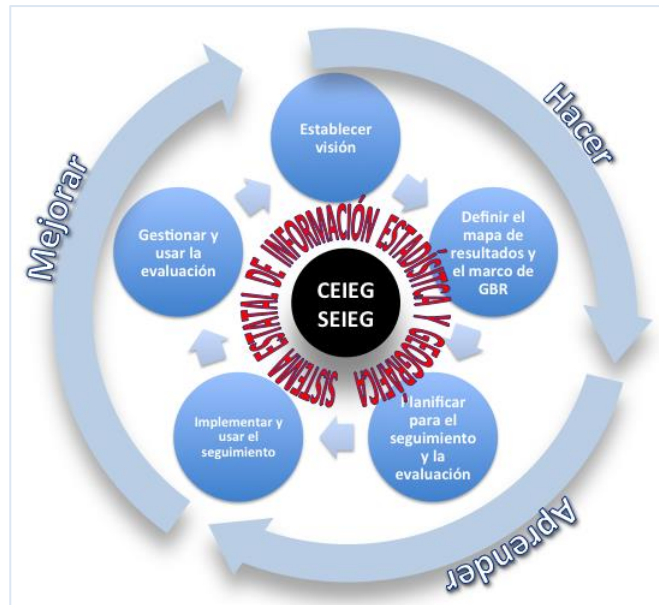 Hacer
Aprender
Mejorar
Establecer
visión
Definir el
mapa de
resultados y
el marco de
GBR
Planificar
para el
seguimiento
y la
evaluación
Implementar y
usar el
seguimiento
Gestionar y
usar la
evaluación
SISTEMA ESTATAL DE INFORMACIÓN ESTADÍSITCA Y GEOGRÁFICA
CEIEG
SEIEG